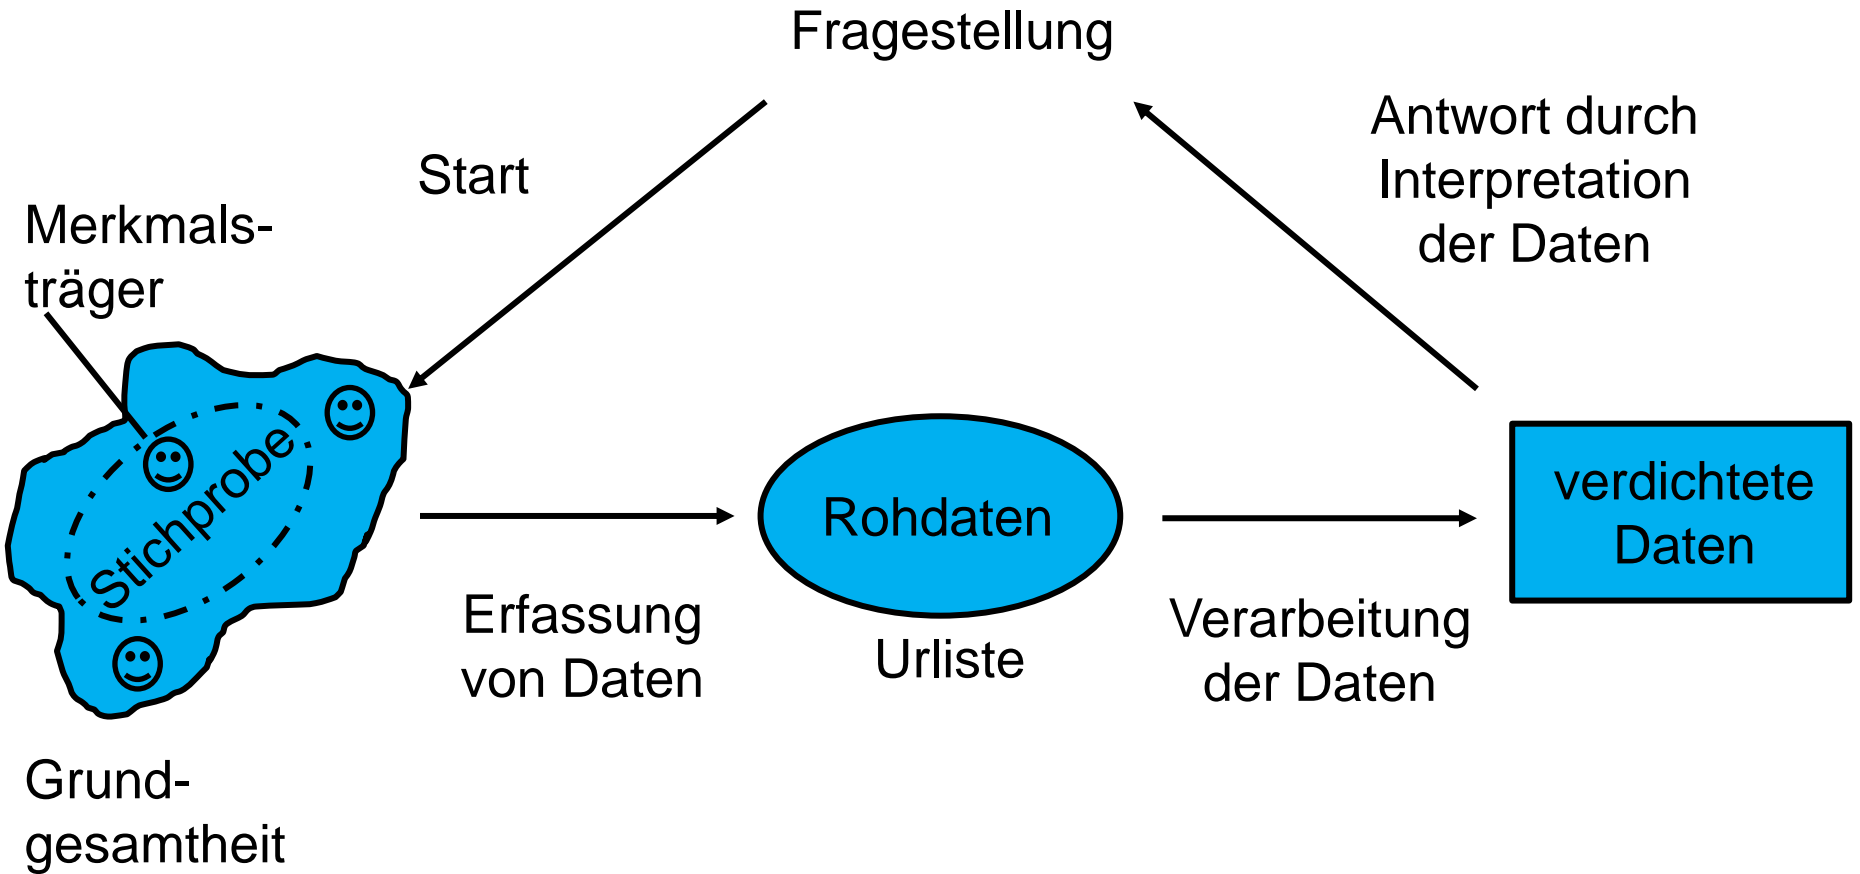 Fragestellung
Start
Antwort durch
Interpretation
der Daten
Merkmals-
träger
Stichprobe
Rohdaten
verdichtete
Daten
Erfassung
von Daten
Urliste
Verarbeitung
der Daten
Grund-
gesamtheit